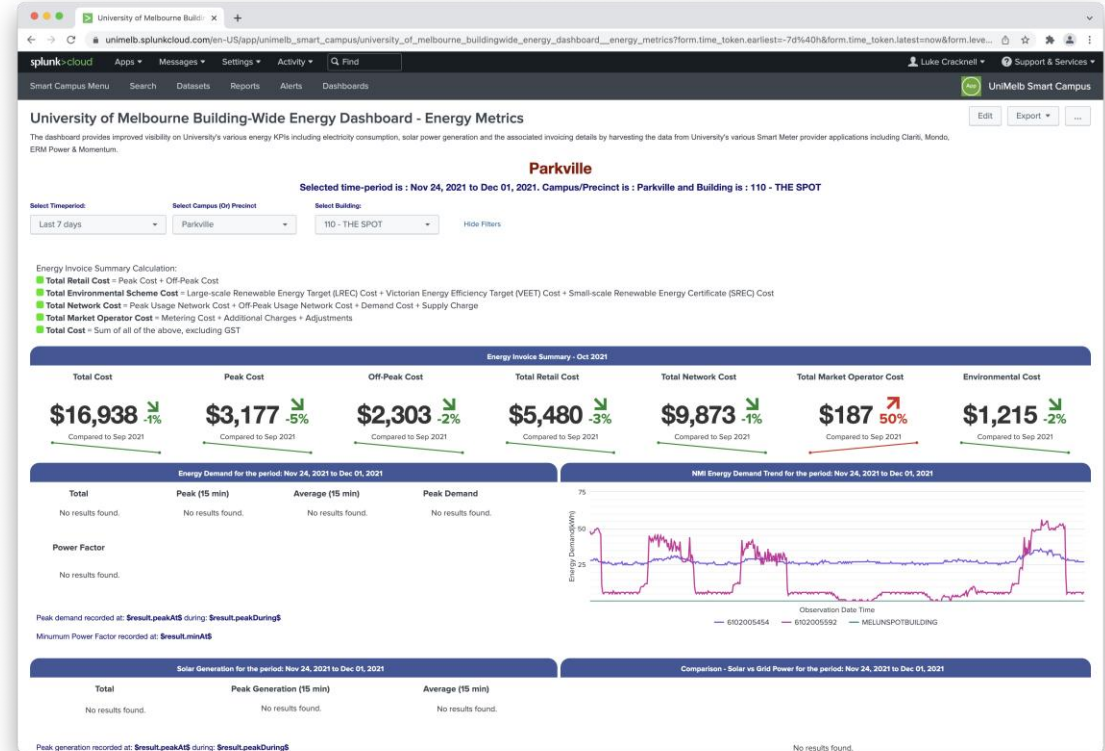 University of Melbourne Buildin
unimelb.splunkcloud.com/en-US/app/unimelb_smart_campus/university_of_melbourne_buildingwide_energy_dashboard__energy_metrics?form.time_token.earliest=-7d%40h&form.time_token.latest=now&form.leve...
splunk>cloud Apps Messages Settings Activity Find Luke Cracknell Support & Services
Smart Campus Menu Search Datasets Reports Alerts Dashboards App UniMelb Smart Campus
University of Melbourne Building-Wide Energy Dashboard - Energy Metrics Edit Export ...
The dashboard provides improved visibility on University's various energy KPIs including electricity consumption, solar power generation and the associated invoicing details by harvesting the data from University's various Smart Meter provider applications including Clariti, Mondo,
ERM Power & Momentum.
Parkville
Selected time-period is : Nov 24, 2021 to Dec 01, 2021. Campus/Precinct is : Parkville and Building is : 110 - THE SPOT
Select Timeperiod: Select Campus (Or) Precinct Select Building:
Last 7 days Parkville 110 - THE SPOT Hide Filters
Energy Invoice Summary Calculation:
Total Retail Cost = Peak Cost + Off-Peak Cost
Total Environmental Scheme Cost = Large-scale Renewable Energy Target (LREC) Cost + Victorian Energy Efficiency Target (VEET) Cost + Small-scale Renewable Energy Certificate (SREC) Cost
Total Network Cost = Peak Usage Network Cost + Off-Peak Usage Network Cost + Demand Cost + Supply Charge
Total Market Operator Cost = Metering Cost + Additional Charges + Adjustments
Total Cost = Sum of all of the above, excluding GST
Energy Invoice Summary - Oct 2021
Total Cost Peak Cost Off-Peak Cost Total Retail Cost Total Network Cost Total Market Operator Cost Environmental Cost
$16,938 -1% $3,177 -5% $2,303 -2% $5,480 -3% $9,873 -1% $187 50% $1,215 -2%
Compared to Sep 2021 Compared to Sep 2021 Compared to Sep 2021 Compared to Sep 2021 Compared to Sep 2021 Compared to Sep 2021 Compared to Sep 2021
Energy Demand for the period: Nov 24, 2021 to Dec 01, 2021
Total Peak (15 min) Average (15 min) Peak Demand
No results found. No results found. No results found. No results found.
Power Factor
No results found.
Peak demand recorded at: $result.peakAt$ during: $result.peakDuring$
Minumum Power Factor recorded at: $result.minAt$
NMI Energy Demand Trend for the period: Nov 24, 2021 to Dec 01, 2021
75
50
25
Energy Demand(kWh)
Observation Date Time
6102005454 6102005592 MELUNSPOTBUILDING
Solar Generation for the period: Nov 24, 2021 to Dec 01, 2021
Total Peak Generation (15 min) Average (15 min)
No results found. No results found. No results found.
Peak generation recorded at: $result.peakAt$ during: $result.peakDuring$
Comparison - Solar vs Grid Power for the period: Nov 24, 2021 to Dec 01, 2021
No results found.